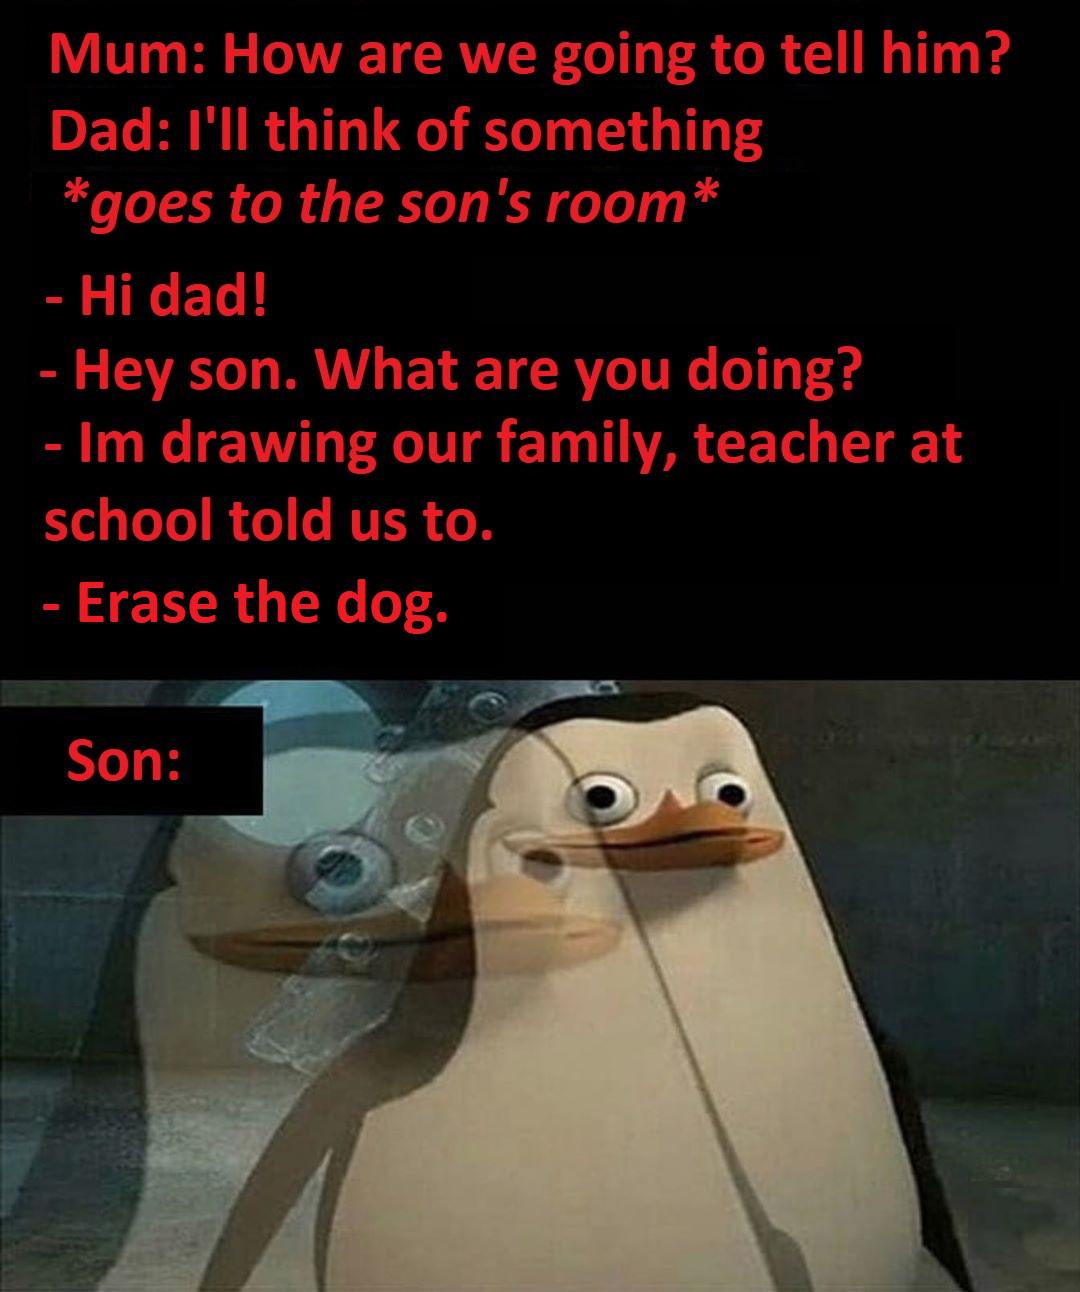 Mum: How are we going to tell him?
Dad: I'll think of something
*goes to the son's room*
- Hi dad!
- Hey son. What are you doing?
- Im drawing our family, teacher at
school told us to.
- Erase the dog.
Son: